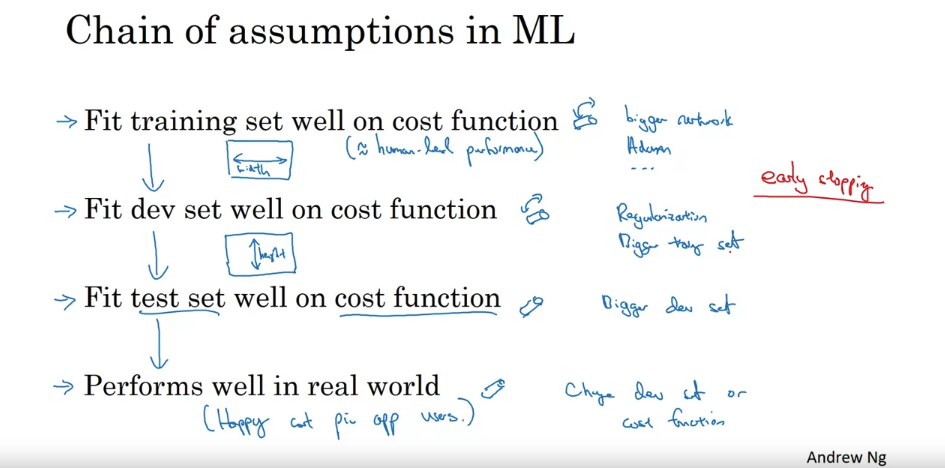 Chain of assumptions in ML
→ Fit training set well on cost function
bigger network
(≈ human-level performance)
Adam
...
width
early stopping
→ Fit dev set well on cost function
Regularization
Bigger training set
height
→ Fit test set well on cost function
Bigger dev set
→ Performs well in real world
Change dev set or
cost function
(Happy cat pic app users.)
Andrew Ng